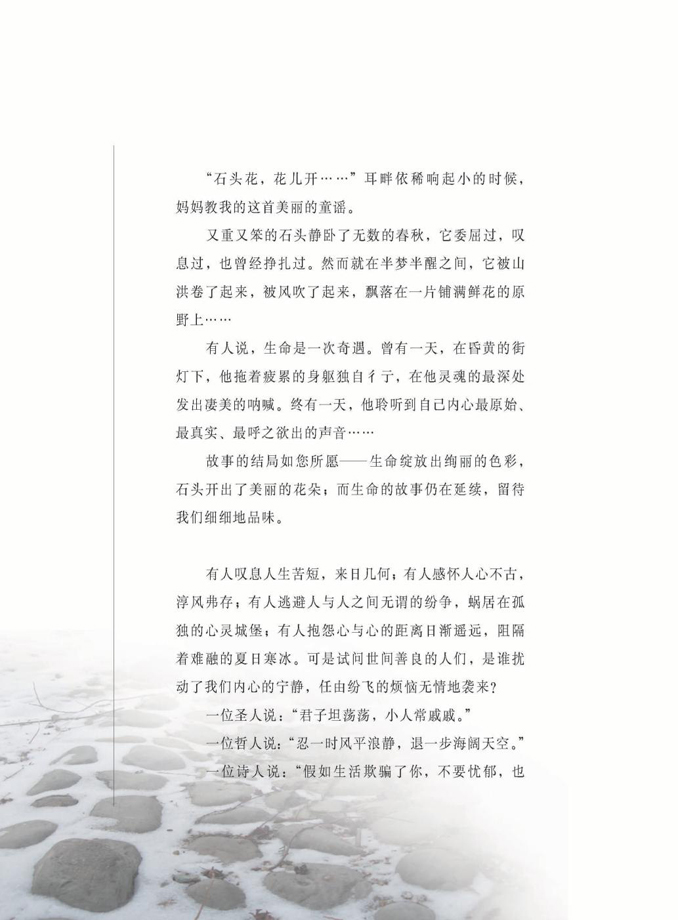 “石头花，花儿开……”耳畔依稀响起小的时候，
妈妈教我的这首美丽的童谣。
又重又笨的石头静卧了无数的春秋，它委屈过，叹
息过，也曾经挣扎过。然而就在半梦半醒之间，它被山
洪卷了起来，被风吹了起来，飘落在一片铺满鲜花的原
野上……
有人说，生命是一次奇遇。曾有一天，在昏黄的街
灯下，他拖着疲累的身躯独自彳亍，在他灵魂的最深处
发出凄美的呐喊。终有一天，他聆听到自己内心最原始、
最真实、最呼之欲出的声音……
故事的结局如您所愿——生命绽放出绚丽的色彩，
石头开出了美丽的花朵；而生命的故事仍在延续，留待
我们细细地品味。
有人叹息人生苦短，来日几何；有人感怀人心不古，
淳风弗存；有人逃避人与人之间无谓的纷争，蜗居在孤
独的心灵城堡；有人抱怨心与心的距离日渐遥远，阻隔
着难融的夏日寒冰。可是试问世间善良的人们，是谁扰
动了我们内心的宁静，任由纷飞的烦恼无情地袭来？
一位圣人说：“君子坦荡荡，小人常戚戚。”
一位哲人说：“忍一时风平浪静，退一步海阔天空。”
一位诗人说：“假如生活欺骗了你，不要忧郁，也